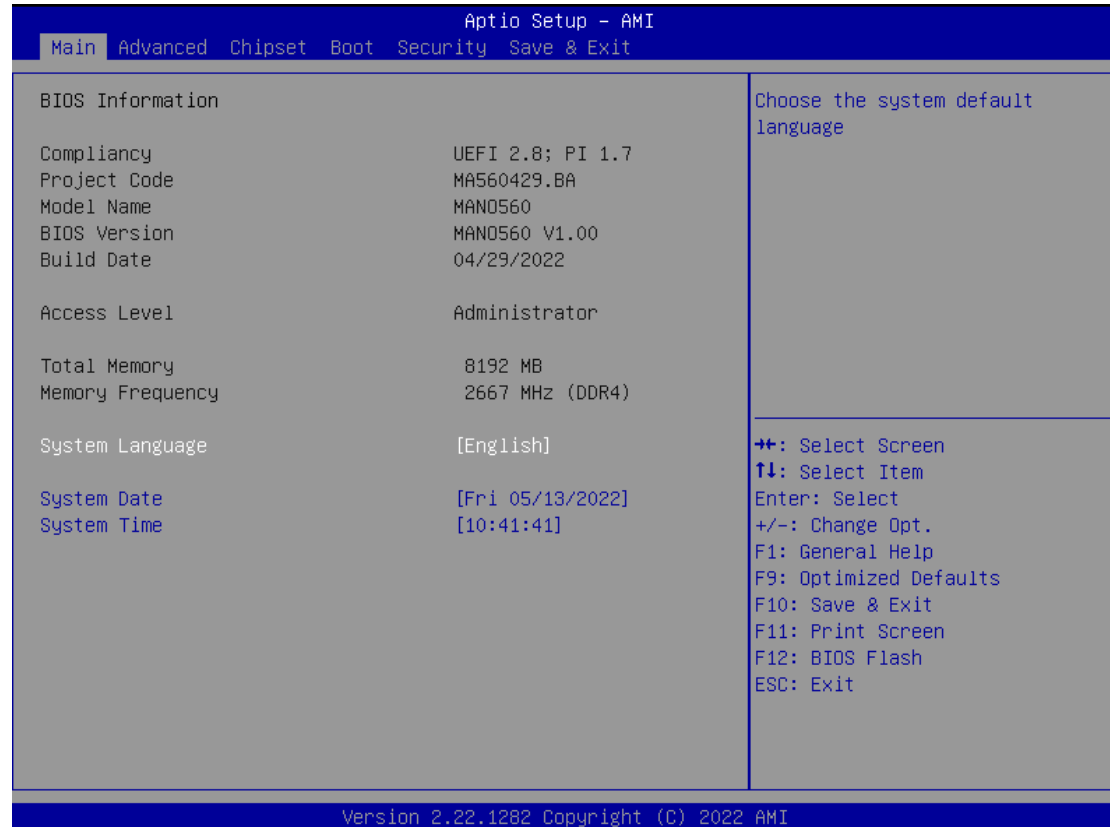 Aptio Setup – AMI
Main Advanced Chipset Boot Security Save & Exit
BIOS Information
Compliancy UEFI 2.8; PI 1.7
Project Code MA560429.BA
Model Name MANO560
BIOS Version MANO560 V1.00
Build Date 04/29/2022
Access Level Administrator
Total Memory 8192 MB
Memory Frequency 2667 MHz (DDR4)
System Language [English]
System Date [Fri 05/13/2022]
System Time [10:41:41]
Choose the system default
language
→←: Select Screen
↑↓: Select Item
Enter: Select
+/-: Change Opt.
F1: General Help
F9: Optimized Defaults
F10: Save & Exit
F11: Print Screen
F12: BIOS Flash
ESC: Exit
Version 2.22.1282 Copyright (C) 2022 AMI